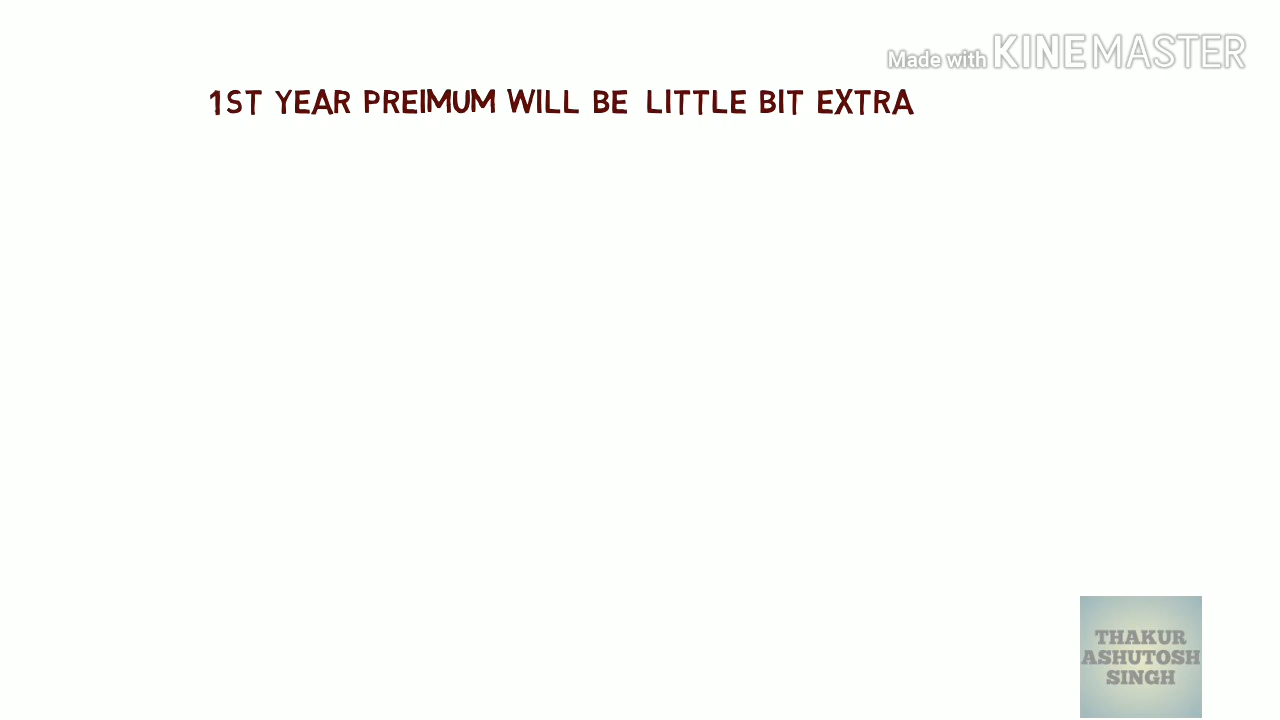 Made with KINEMASTER
1ST YEAR PREIMUM WILL BE LITTLE BIT EXTRA
THAKUR
ASHUTOSH
SINGH